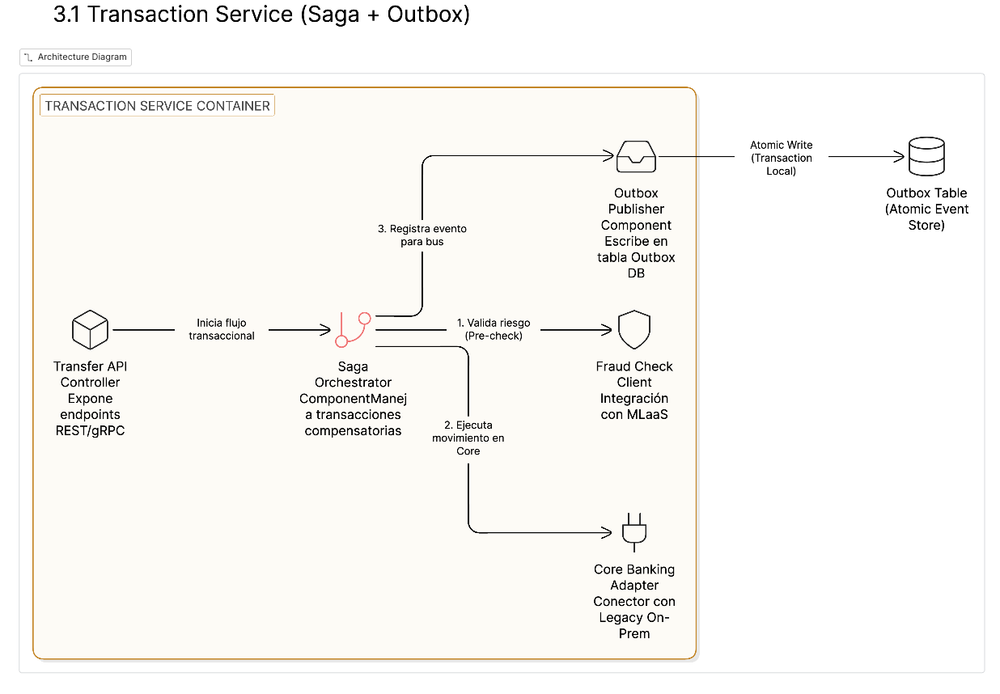 3.1 Transaction Service (Saga + Outbox)
Architecture Diagram
TRANSACTION SERVICE CONTAINER
Atomic Write
(Transaction
Local)
Outbox
Publisher
Component
Escribe en
tabla Outbox
DB
Outbox Table
(Atomic Event
Store)
3. Registra evento
para bus
Inicia flujo
transaccional
1. Valida riesgo
(Pre-check)
Transfer API
Controller
Expone
endpoints
REST/gRPC
Saga
Orchestrator
ComponentManej
a transacciones
compensatorias
Fraud Check
Client
Integración
con MLaaS
2. Ejecuta
movimiento en
Core
Core Banking
Adapter
Conector con
Legacy On-
Prem